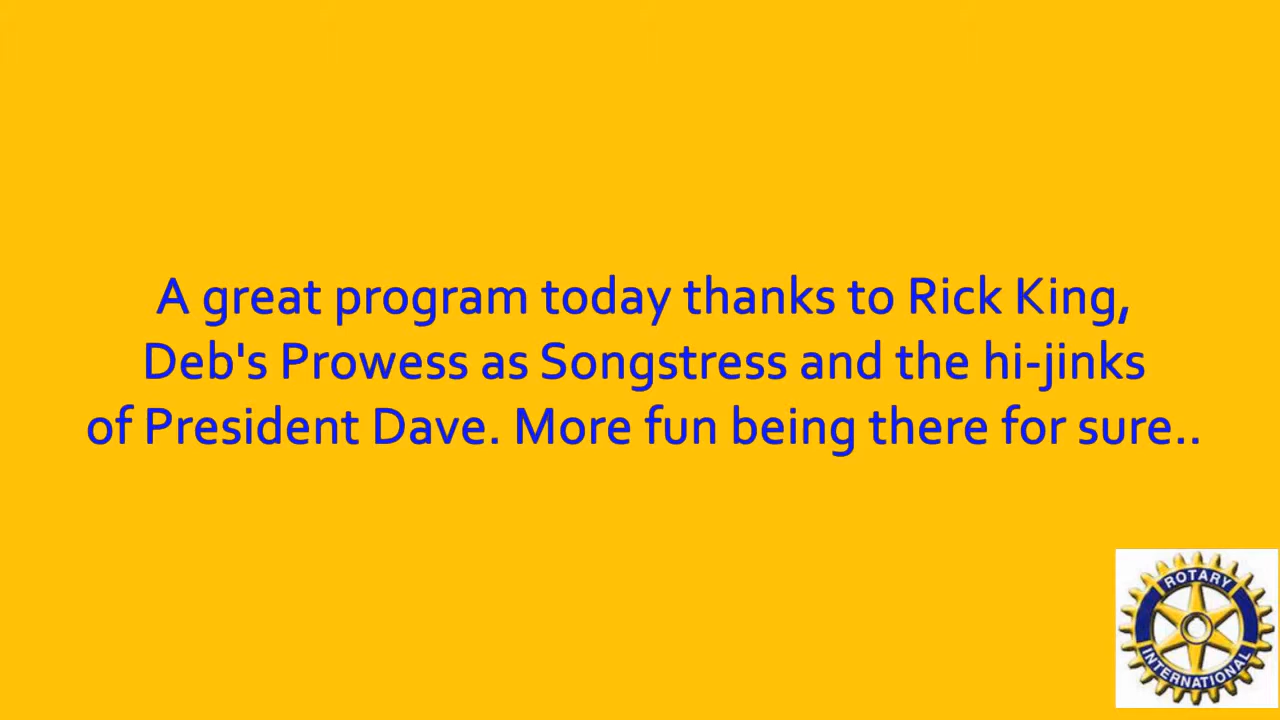 A great program today thanks to Rick King,
Deb's Prowess as Songstress and the hi-jinks
of President Dave. More fun being there for sure..
ROTARY
INTERNATIONAL